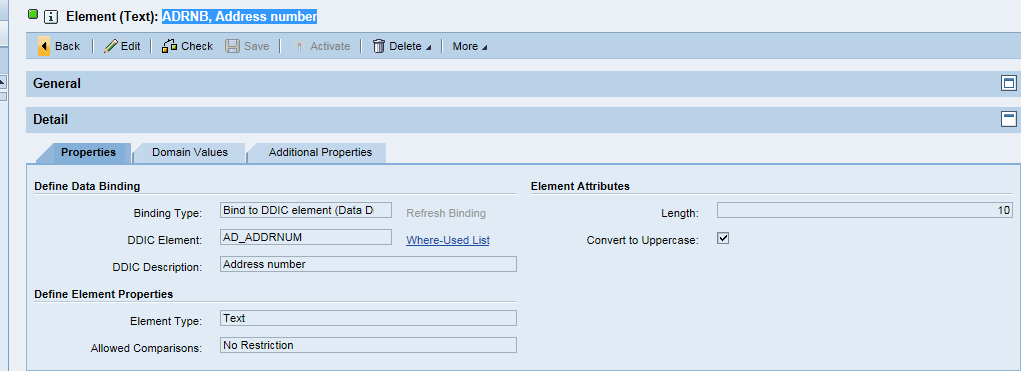 Element (Text): ADRNB, Address number
Back Edit Check Save Activate Delete More
General
Detail
Properties Domain Values Additional Properties
Define Data Binding Element Attributes
Binding Type: Bind to DDIC element (Data D Refresh Binding Length: 10
DDIC Element: AD_ADDRNUM Where-Used List Convert to Uppercase:
DDIC Description: Address number
Define Element Properties
Element Type: Text
Allowed Comparisons: No Restriction